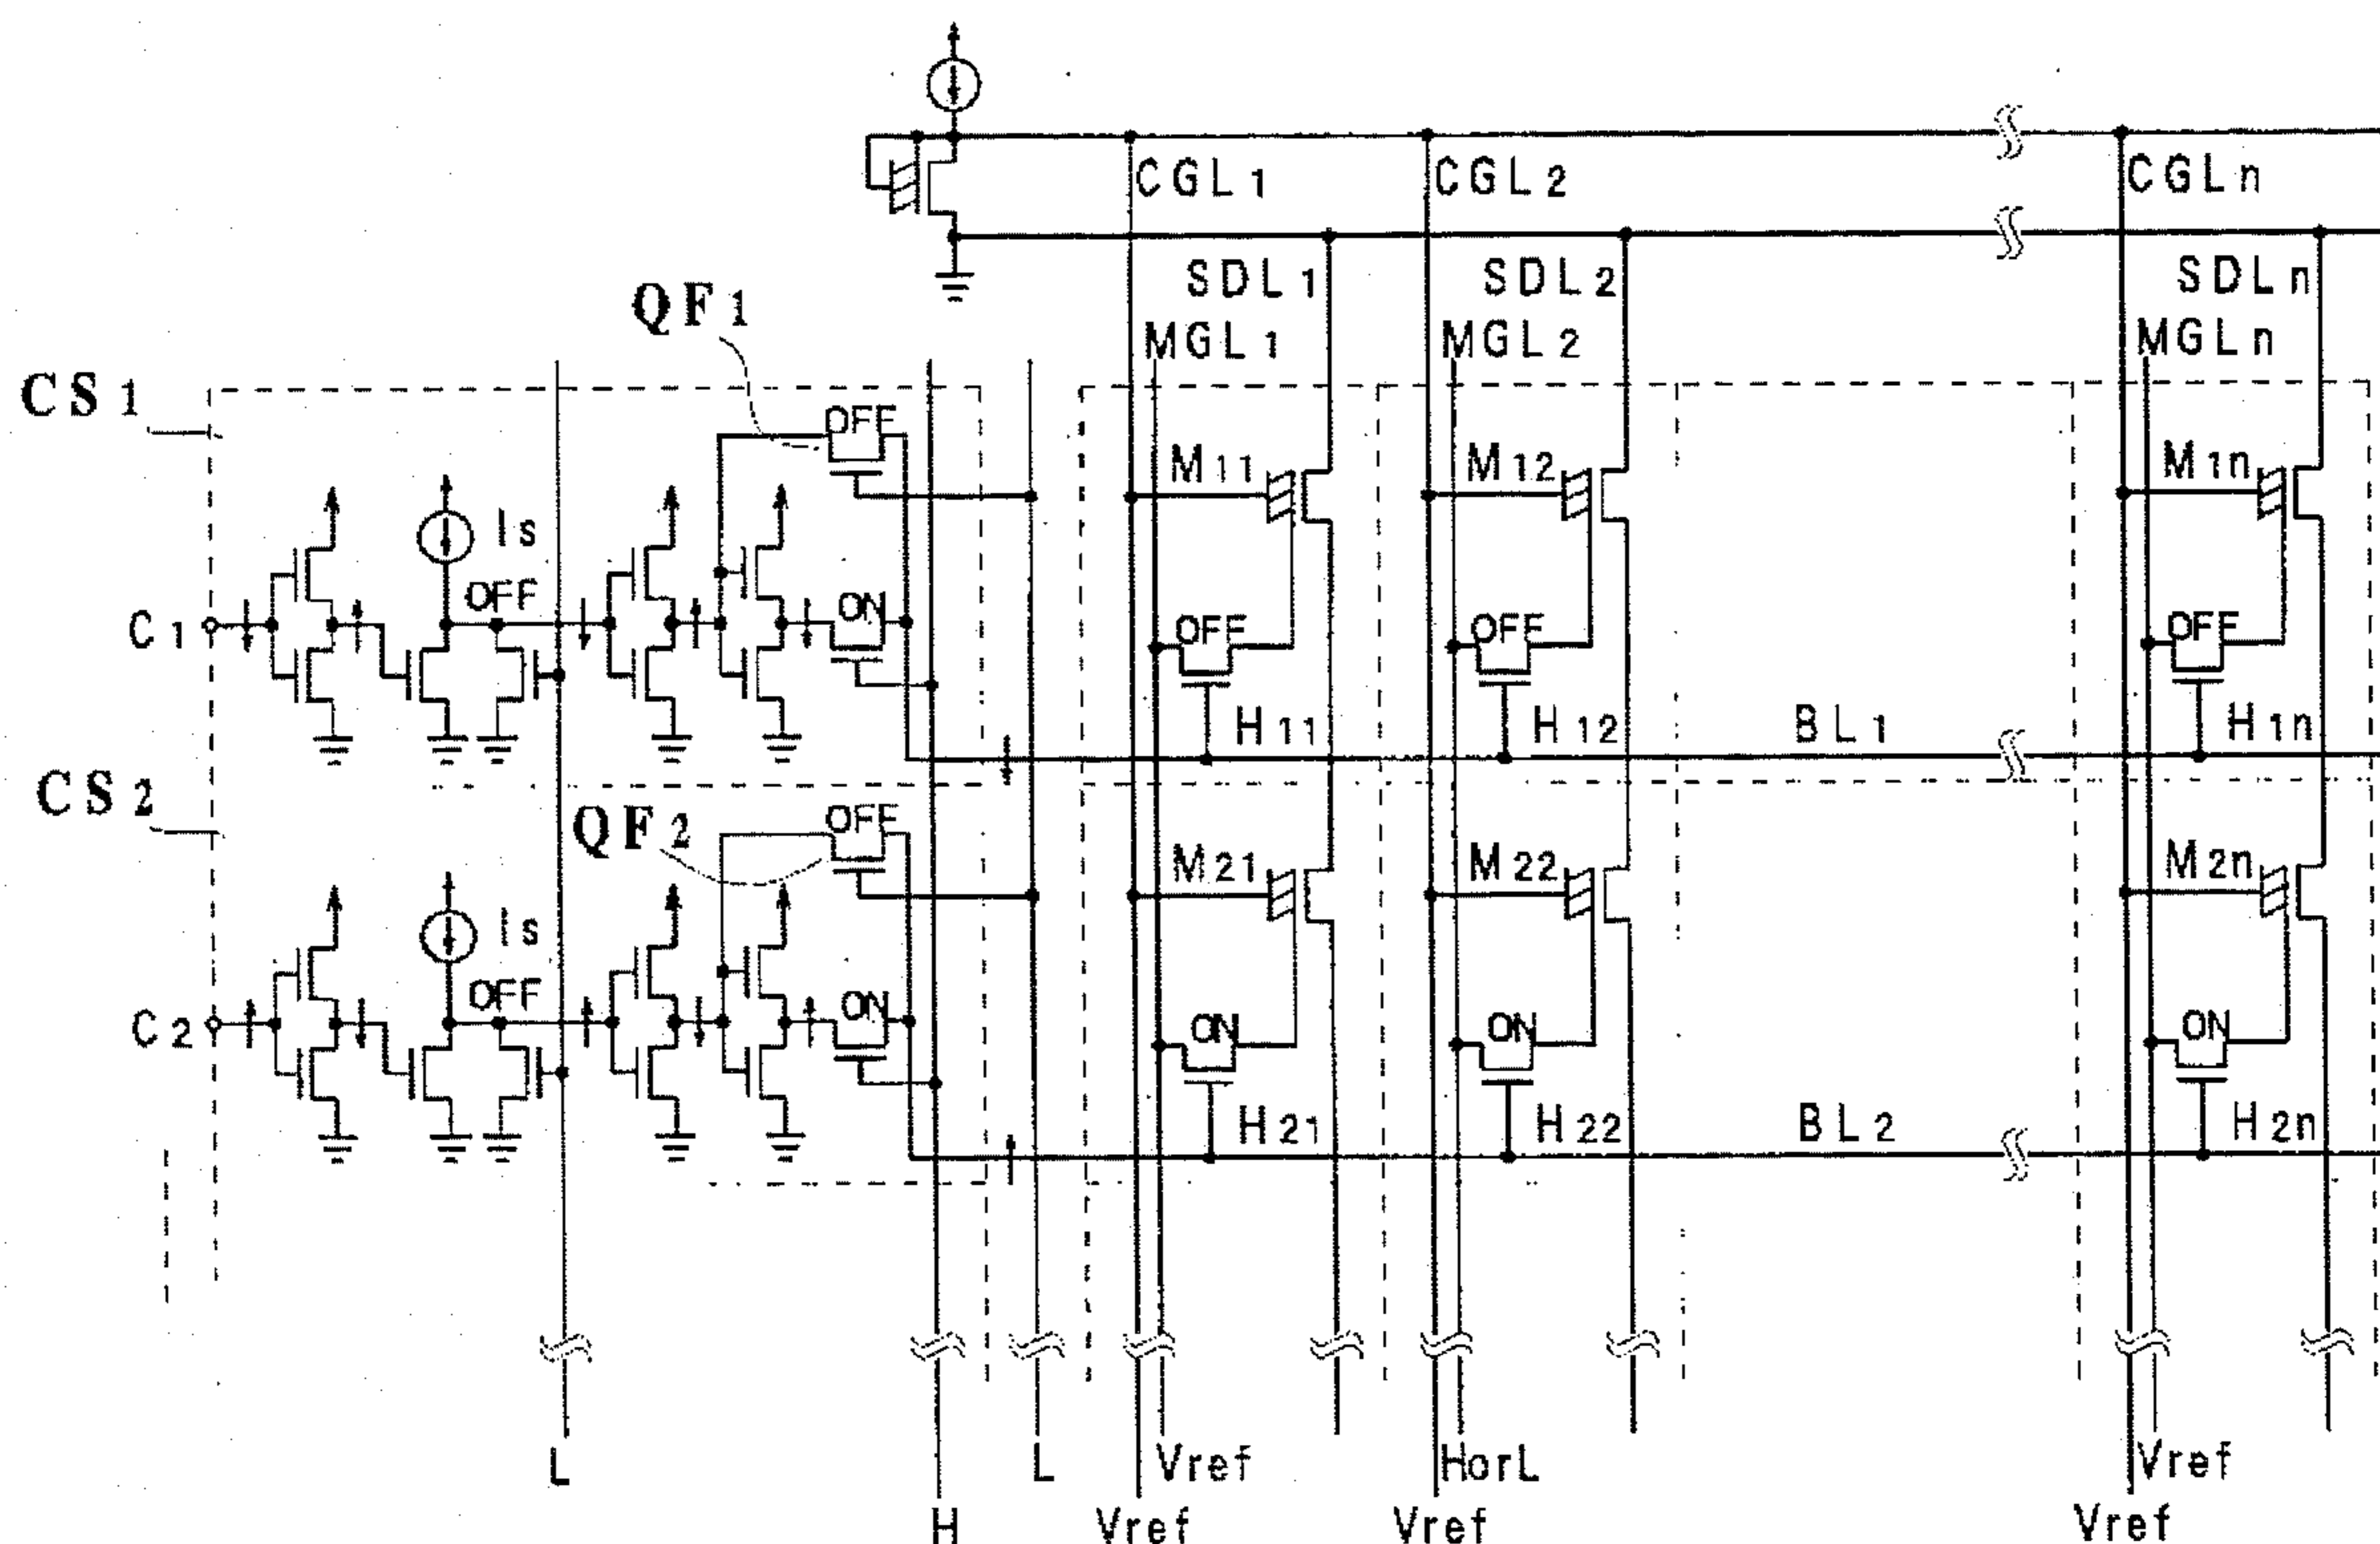 CGL1 CGL2 CGLn
SDL1 SDL2 SDLn
QF1
MGL1 MGL2 MGLn
CS1
OFF
M11 M12 M1n
Is
OFF ON
OFF OFF OFF
C1
H11 H12 BL1 H1n
CS2
QF2
OFF
M21 M22 M2n
Is
OFF ON
ON ON ON
C2
H21 H22 BL2 H2n
L L Vref HorL Vref
H Vref Vref Vref